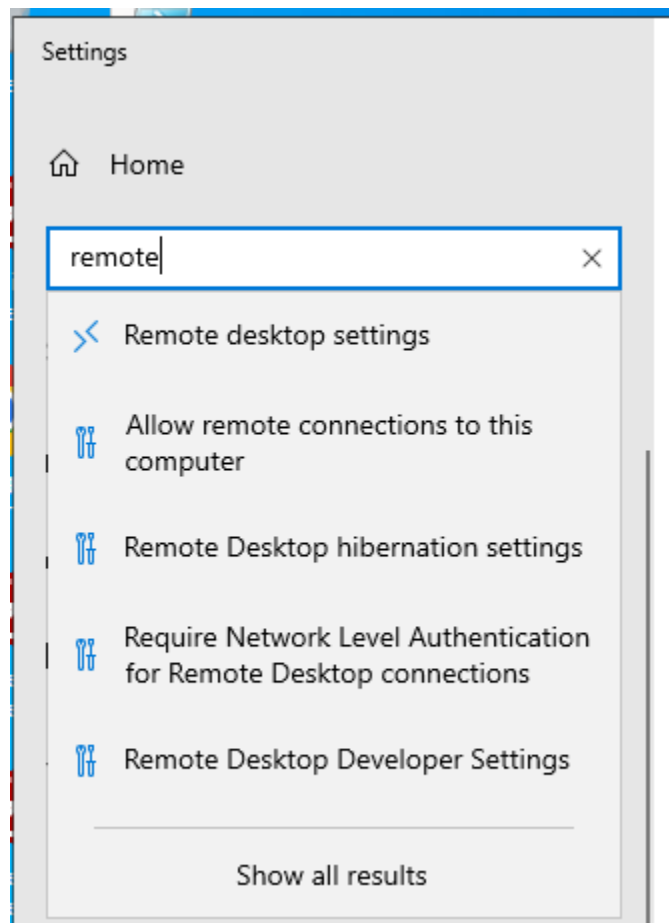 Settings
Home
remote
Remote desktop settings
Allow remote connections to this
computer
Remote Desktop hibernation settings
Require Network Level Authentication
for Remote Desktop connections
Remote Desktop Developer Settings
Show all results